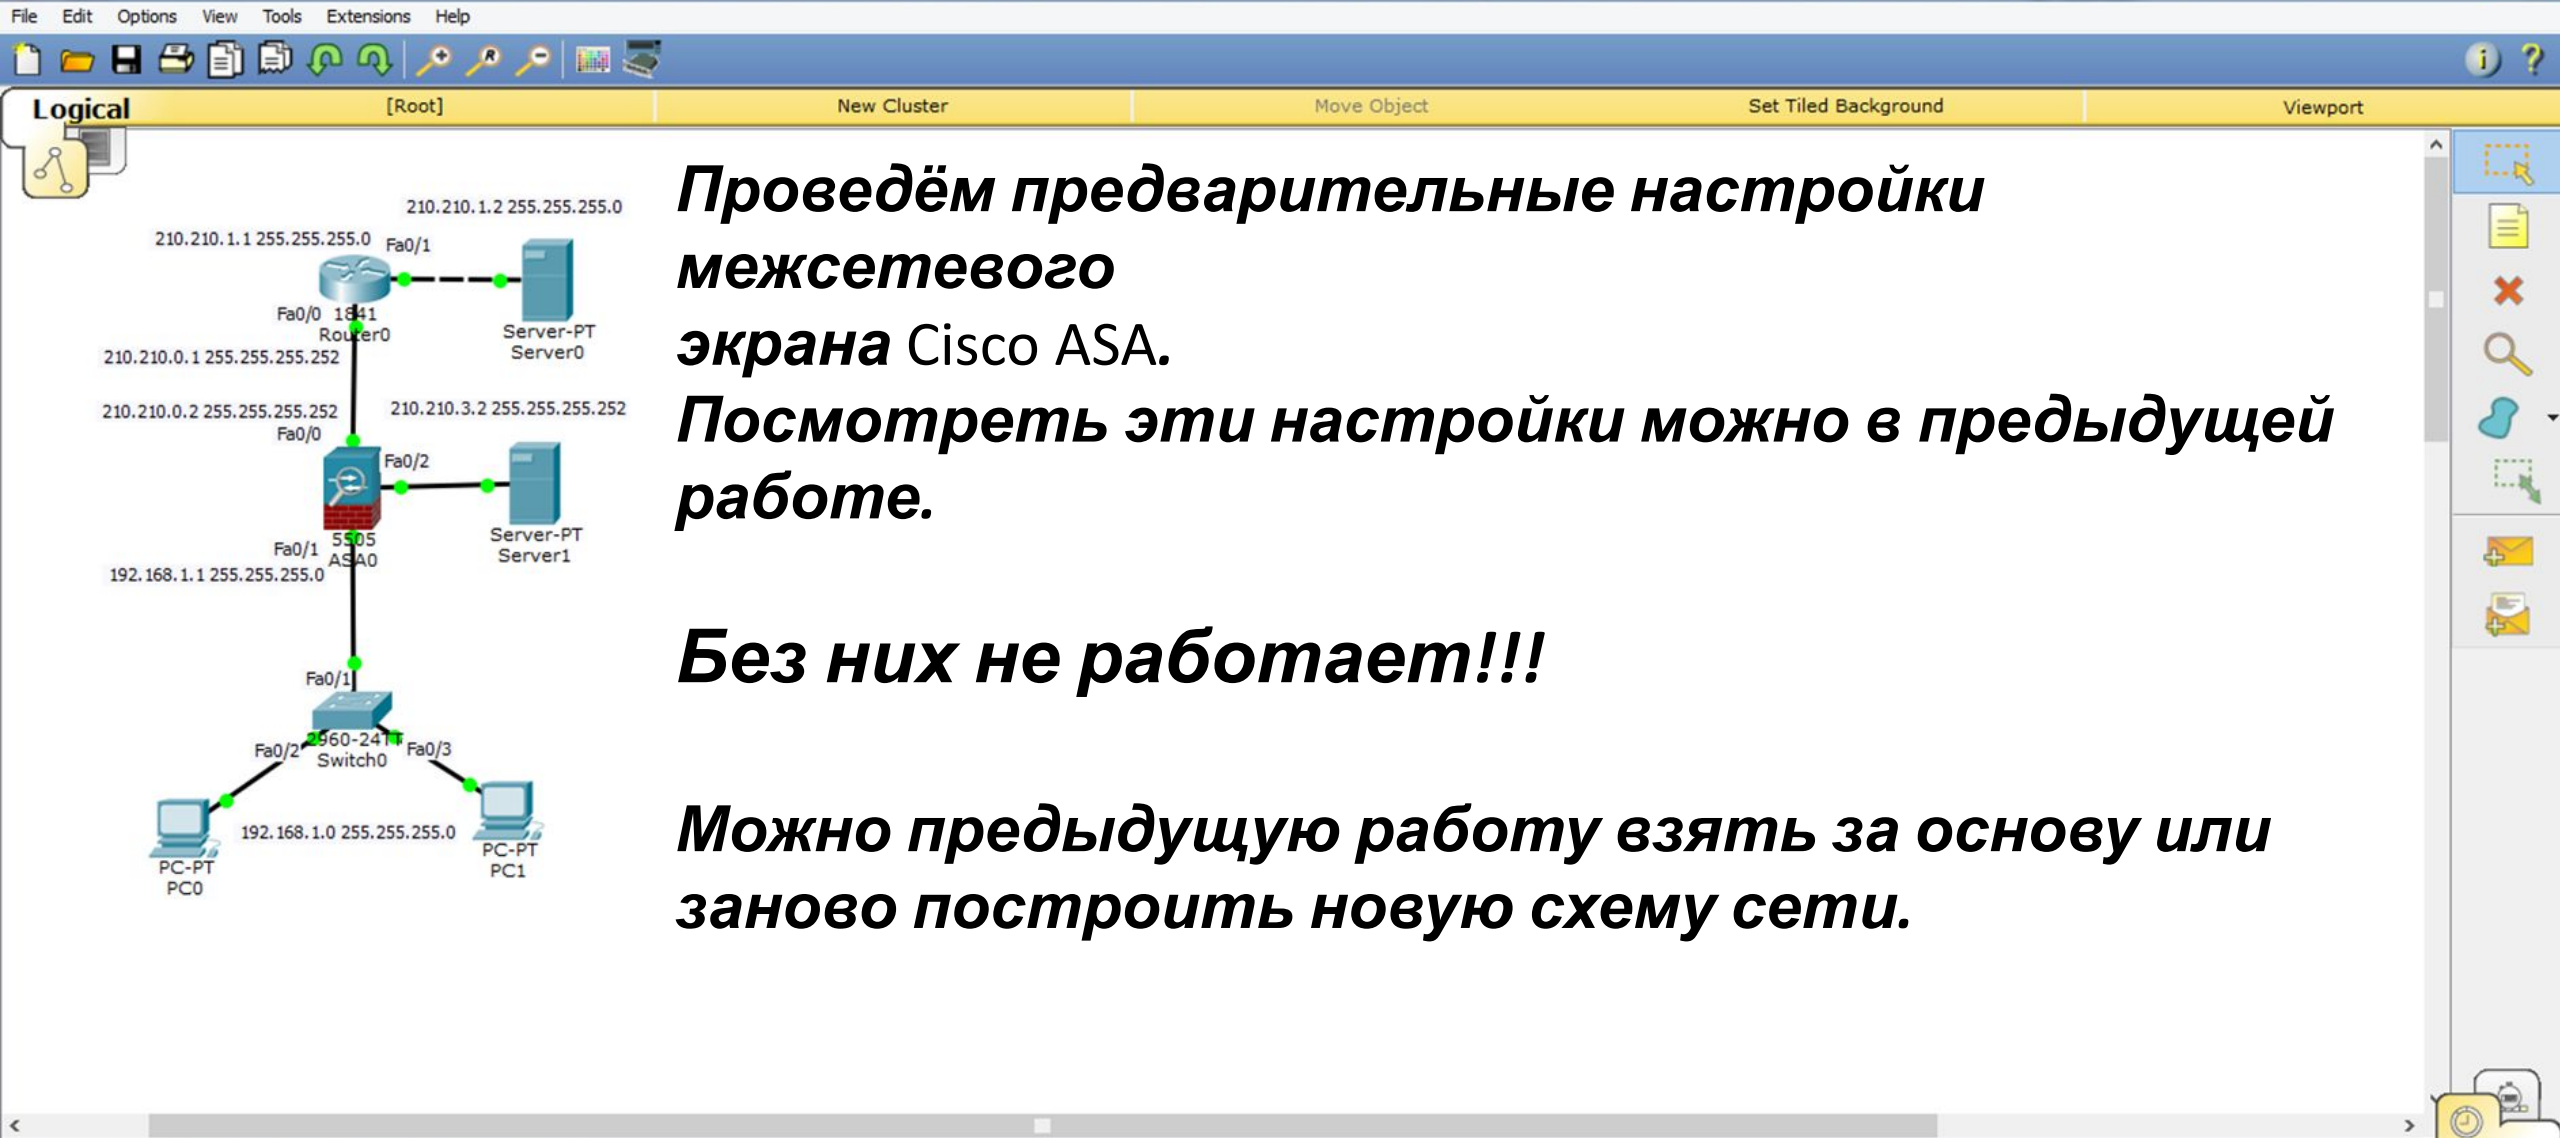 File Edit Options View Tools Extensions Help
Logical [Root] New Cluster Move Object Set Tiled Background Viewport
Проведём предварительные настройки
межсетевого
экрана Cisco ASA.
Посмотреть эти настройки можно в предыдущей
работе.
Без них не работает!!!
Можно предыдущую работу взять за основу или
заново построить новую схему сети.
210.210.1.2 255.255.255.0
210.210.1.1 255.255.255.0
Fa0/1
Fa0/0 1841
Router0
Server-PT
Server0
210.210.0.1 255.255.255.252
210.210.0.2 255.255.255.252
210.210.3.2 255.255.255.252
Fa0/0
Fa0/2
Server-PT
Server1
Fa0/1 5505
ASA0
192.168.1.1 255.255.255.0
Fa0/1
Fa0/2 2960-24TT Fa0/3
Switch0
192.168.1.0 255.255.255.0
PC-PT
PC0
PC-PT
PC1